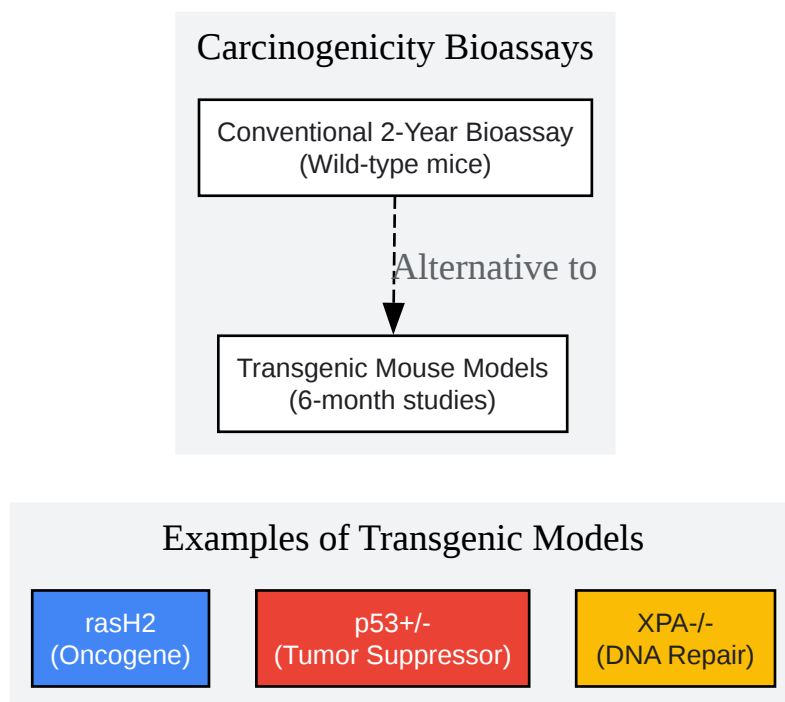 Carcinogenicity Bioassays
Conventional 2-Year Bioassay
(Wild-type mice)
Alternative to
Transgenic Mouse Models
(6-month studies)
Examples of Transgenic Models
rasH2
(Oncogene)
p53+/-
(Tumor Suppressor)
XPA-/-
(DNA Repair)